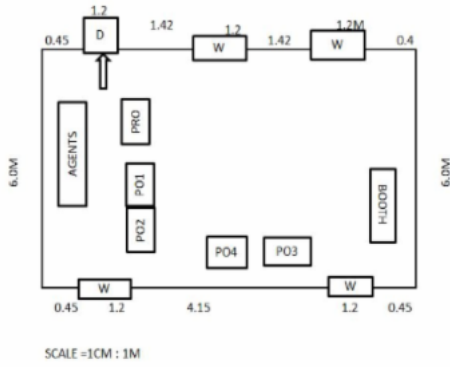 1.2
0.45 D 1.42 1.2 1.42 1.2M 0.4
W W
6.0M AGENTS PRO 6.0M
PO1 BOOTH
PO2
PO4 PO3
W W
0.45 1.2 4.15 1.2 0.45
SCALE =1CM : 1M